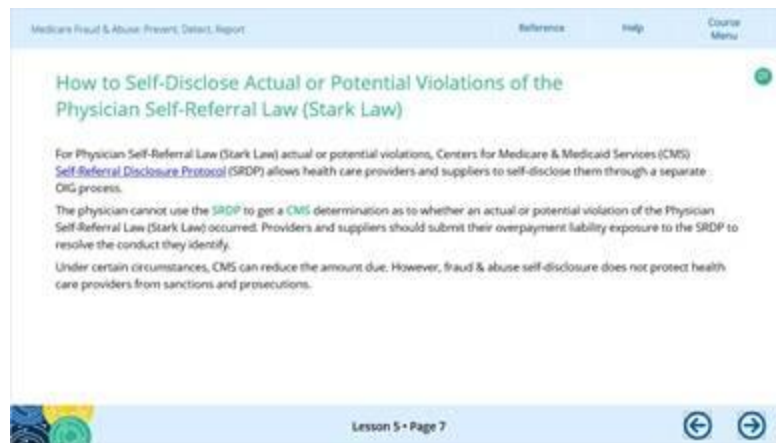 Medicare Fraud & Abuse: Prevent, Detect, Report
Reference
Help
Course
Menu
How to Self-Disclose Actual or Potential Violations of the
Physician Self-Referral Law (Stark Law)
For Physician Self-Referral Law (Stark Law) actual or potential violations, Centers for Medicare & Medicaid Services (CMS)
Self-Referral Disclosure Protocol (SRDP) allows health care providers and suppliers to self-disclose them through a separate
OIG process.
The physician cannot use the SRDP to get a CMS determination as to whether an actual or potential violation of the Physician
Self-Referral Law (Stark Law) occurred. Providers and suppliers should submit their overpayment liability exposure to the SRDP to
resolve the conduct they identify.
Under certain circumstances, CMS can reduce the amount due. However, fraud & abuse self-disclosure does not protect health
care providers from sanctions and prosecutions.
Lesson 5 • Page 7